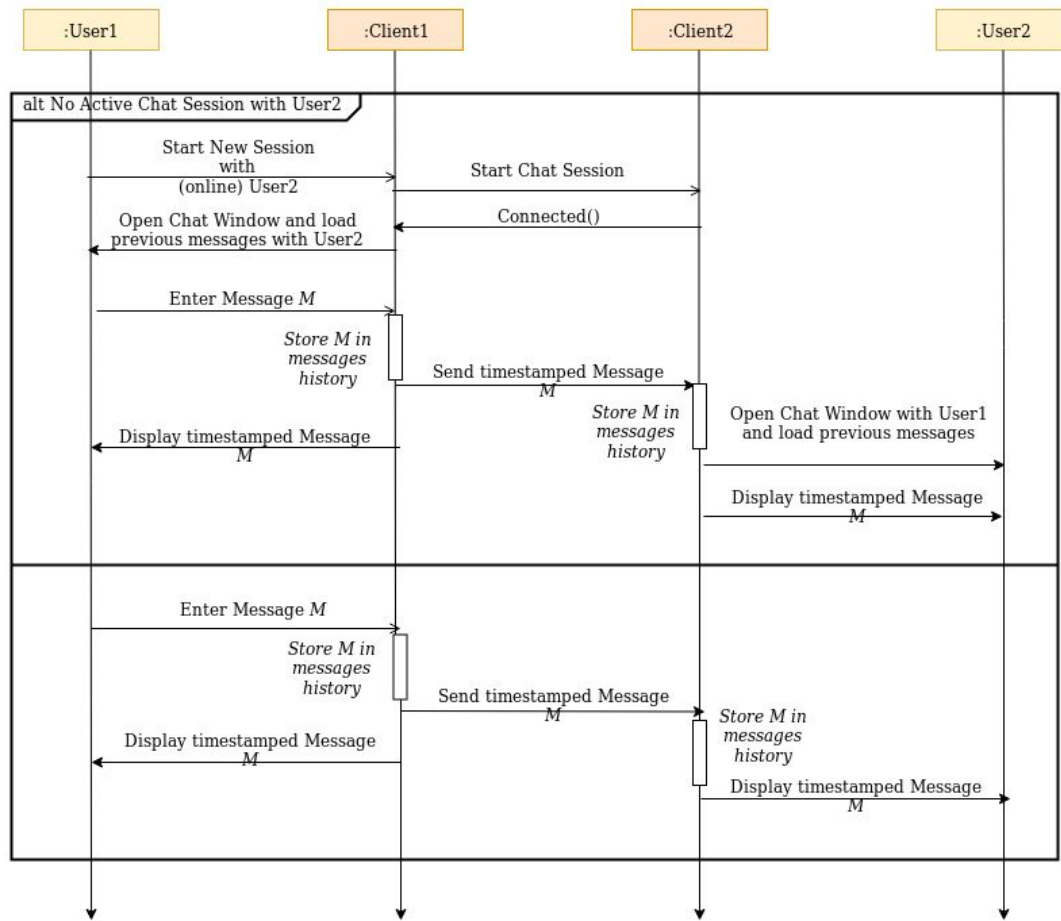 :User1
:Client1
:Client2
:User2
alt No Active Chat Session with User2
Start New Session
with
(online) User2
Start Chat Session
Connected()
Open Chat Window and load
previous messages with User2
Enter Message M
Store M in
messages
history
Send timestamped Message
M
Store M in
messages
history
Open Chat Window with User1
and load previous messages
Display timestamped Message
M
Display timestamped Message
M
Enter Message M
Store M in
messages
history
Send timestamped Message
M
Store M in
messages
history
Display timestamped Message
M
Display timestamped Message
M